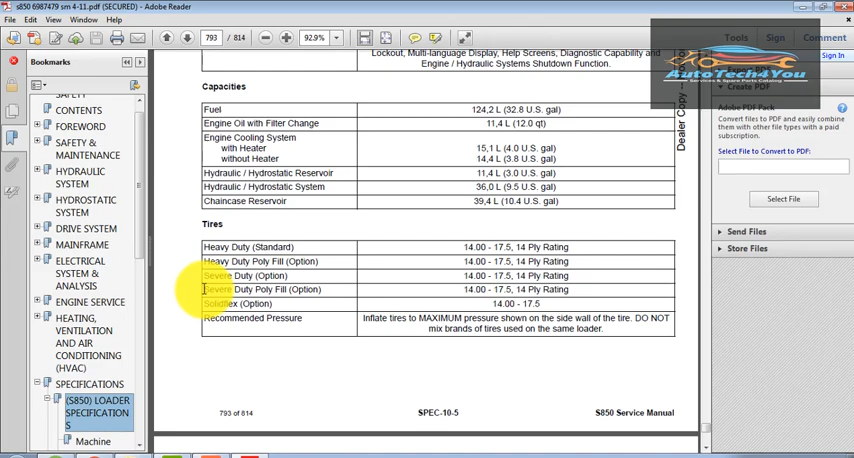 s850 6987479 sm 4-11.pdf (SECURED) - Adobe Reader
File Edit View Window Help
793 / 814
92.9%
Tools
Sign
Comment
Sign In
AutoTech4You
Bookmarks
SAFETY
CONTENTS
FOREWORD
SAFETY &
MAINTENANCE
HYDRAULIC
SYSTEM
HYDROSTATIC
SYSTEM
DRIVE SYSTEM
MAINFRAME
ELECTRICAL
SYSTEM &
ANALYSIS
ENGINE SERVICE
HEATING,
VENTILATION
AND AIR
CONDITIONING
(HVAC)
SPECIFICATIONS
(S850) LOADER
SPECIFICATION
S
Machine
Lockout, Multi-language Display, Help Screens, Diagnostic Capability and
Engine / Hydraulic Systems Shutdown Function.
Capacities
Fuel 124,2 L (32.8 U.S. gal)
Engine Oil with Filter Change 11,4 L (12.0 qt)
Engine Cooling System
with Heater 15,1 L (4.0 U.S. gal)
without Heater 14,4 L (3.8 U.S. gal)
Hydraulic / Hydrostatic Reservoir 11,4 L (3.0 U.S. gal)
Hydraulic / Hydrostatic System 36,0 L (9.5 U.S. gal)
Chaincase Reservoir 39,4 L (10.4 U.S. gal)
Tires
Heavy Duty (Standard) 14.00 - 17.5, 14 Ply Rating
Heavy Duty Poly Fill (Option) 14.00 - 17.5, 14 Ply Rating
Severe Duty (Option) 14.00 - 17.5, 14 Ply Rating
Severe Duty Poly Fill (Option) 14.00 - 17.5, 14 Ply Rating
Solidflex (Option) 14.00 - 17.5
Recommended Pressure Inflate tires to MAXIMUM pressure shown on the side wall of the tire. DO NOT
mix brands of tires used on the same loader.
793 of 814 SPEC-10-5 S850 Service Manual
Dealer Copy --
Create PDF
Adobe PDF Pack
Convert files to PDF and easily combine
them with other file types with a paid
subscription.
Select File to Convert to PDF:
Select File
Send Files
Store Files